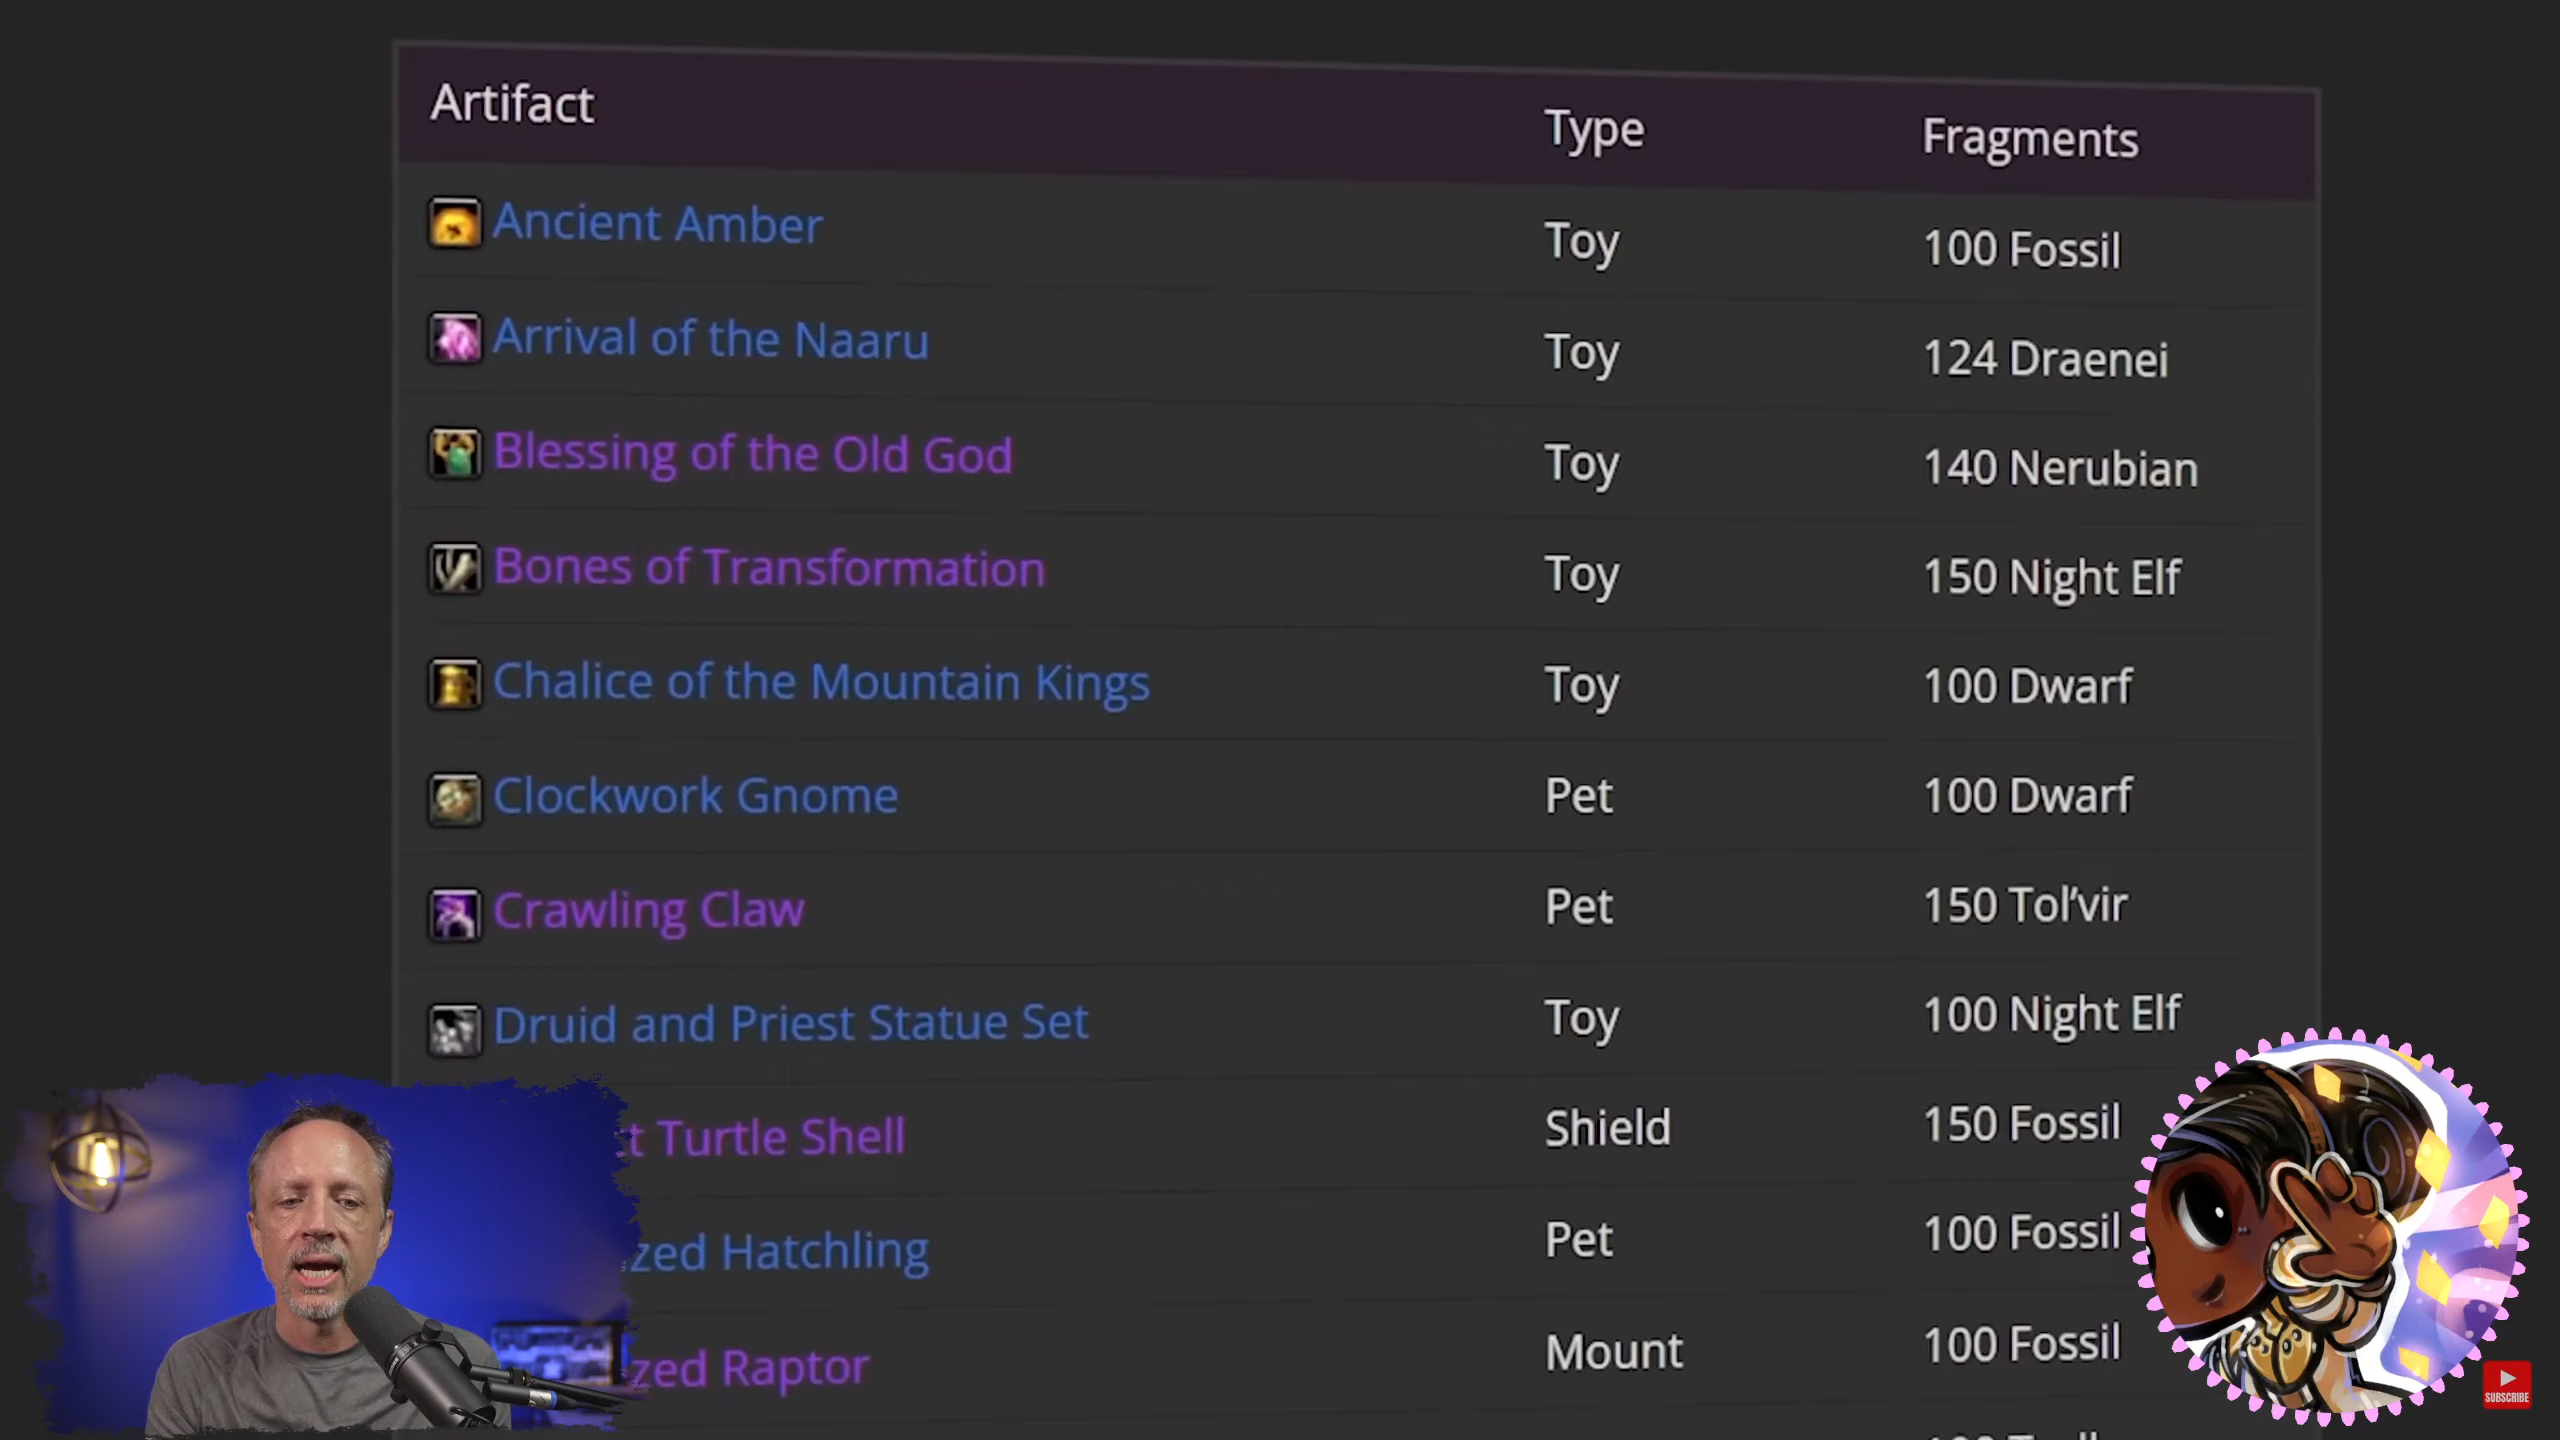 Artifact Type Fragments
Ancient Amber Toy 100 Fossil
Arrival of the Naaru Toy 124 Draenei
Blessing of the Old God Toy 140 Nerubian
Bones of Transformation Toy 150 Night Elf
Chalice of the Mountain Kings Toy 100 Dwarf
Clockwork Gnome Pet 100 Dwarf
Crawling Claw Pet 150 Tol’vir
Druid and Priest Statue Set Toy 100 Night Elf
t Turtle Shell Shield 150 Fossil
zed Hatchling Pet 100 Fossil
zed Raptor Mount 100 Fossil
SUBSCRIBE